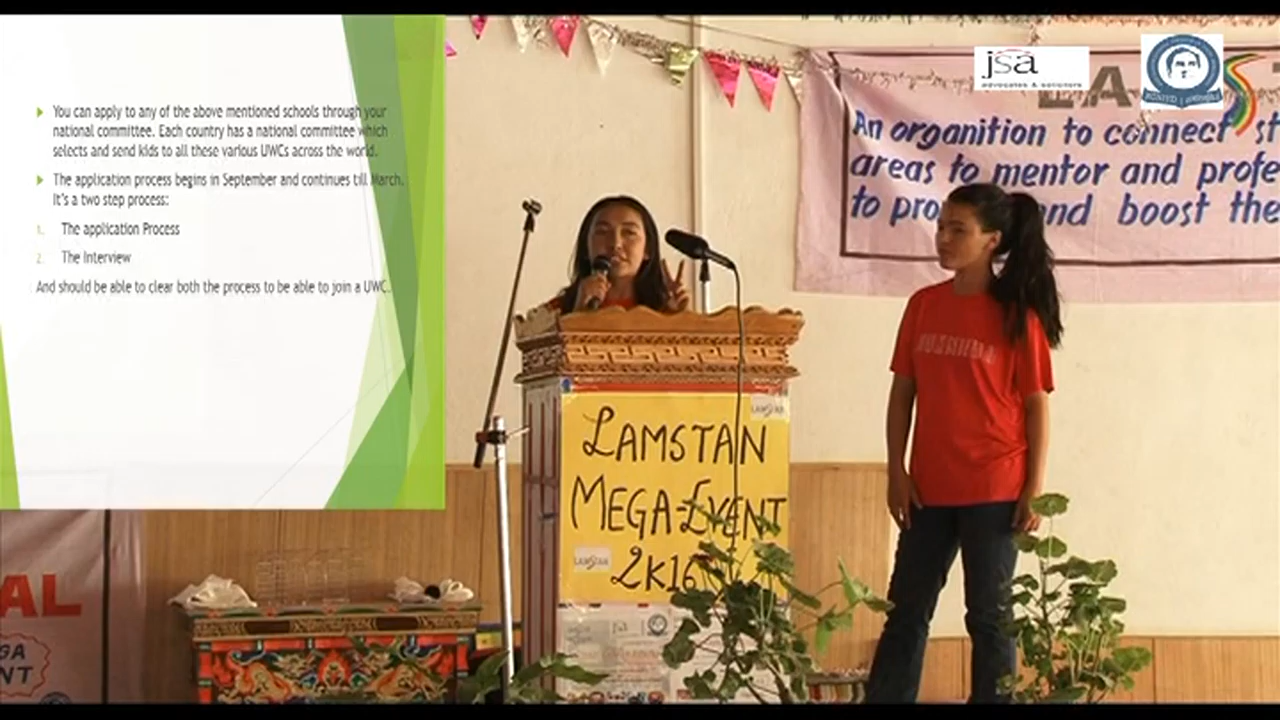 You can apply to any of the above mentioned schools through your
national committee. Each country has a national committee which
selects and send kids to all these various UWCs across the world.
The application process begins in September and continues till March.
It's a two step process:
1. The application Process
2. The Interview
And should be able to clear both the process to be able to join a UWC.
jsa
advocates & solicitors
An organition to connect st
areas to mentor and profe
to pro and boost the
LAMSTAN
MEGA-EVENT
2K16
LAMSTAN
AL
GA
NT